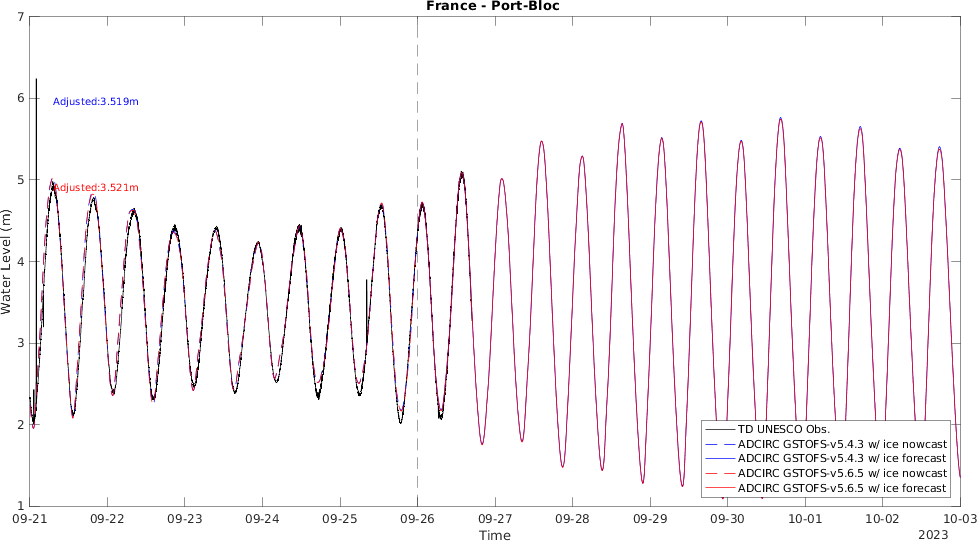 France - Port-Bloc
7
6
5
4
3
2
1
Water Level (m)
Adjusted:3.519m
Adjusted:3.521m
TD UNESCO Obs.
ADCIRC GSTOFS-v5.4.3 w/ ice nowcast
ADCIRC GSTOFS-v5.4.3 w/ ice forecast
ADCIRC GSTOFS-v5.6.5 w/ ice nowcast
ADCIRC GSTOFS-v5.6.5 w/ ice forecast
09-21 09-22 09-23 09-24 09-25 09-26 09-27 09-28 09-29 09-30 10-01 10-02 10-03
Time
2023